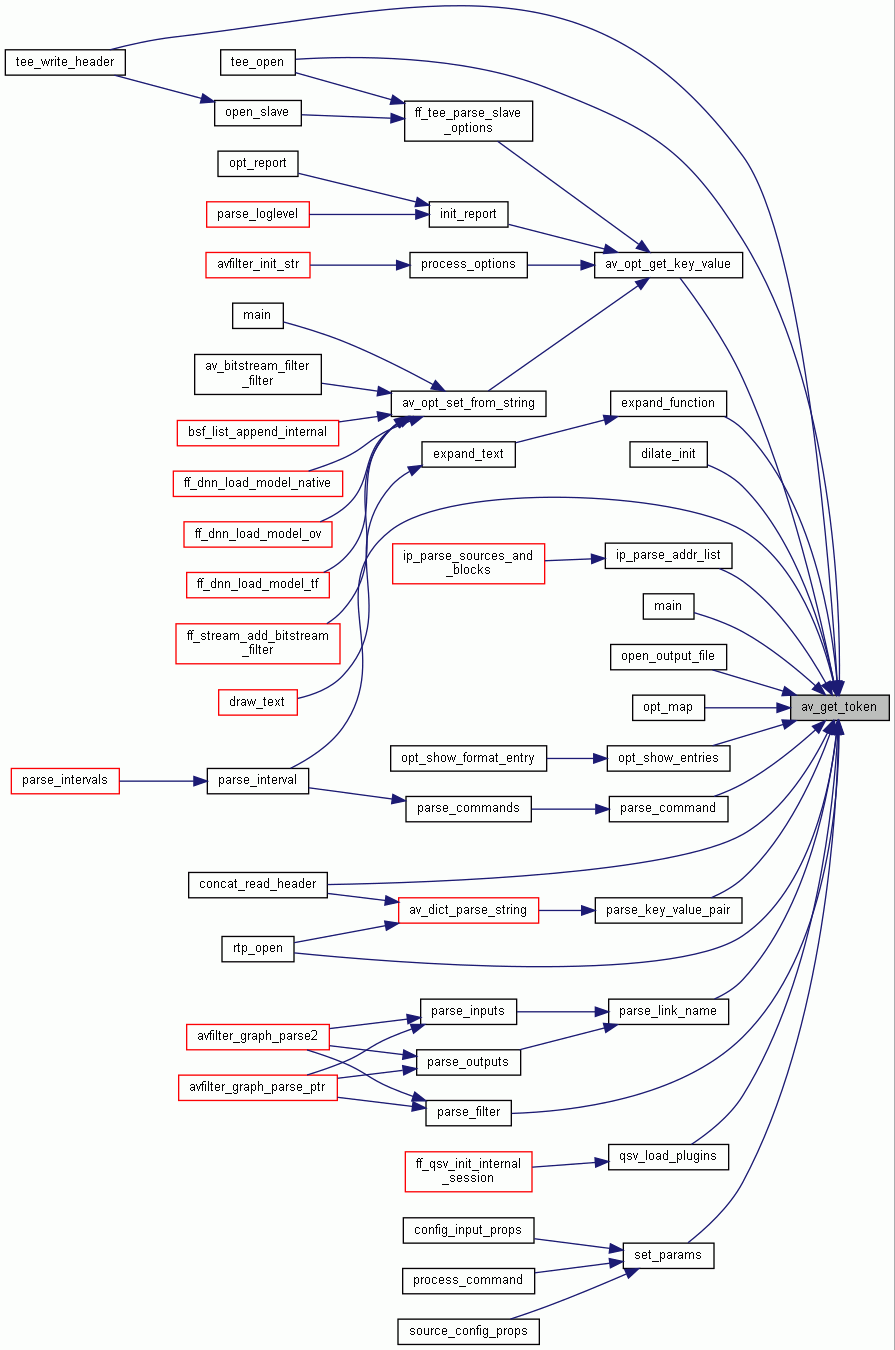 tee_write_header
tee_open
open_slave
ff_tee_parse_slave
_options
opt_report
parse_loglevel
init_report
avfilter_init_str
process_options
av_opt_get_key_value
main
av_bitstream_filter
_filter
av_opt_set_from_string
expand_function
bsf_list_append_internal
expand_text
dilate_init
ff_dnn_load_model_native
ff_dnn_load_model_ov
ip_parse_sources_and
_blocks
ip_parse_addr_list
ff_dnn_load_model_tf
main
ff_stream_add_bitstream
_filter
open_output_file
draw_text
opt_map
av_get_token
opt_show_format_entry
opt_show_entries
parse_intervals
parse_interval
parse_commands
parse_command
concat_read_header
av_dict_parse_string
parse_key_value_pair
rtp_open
parse_inputs
parse_link_name
avfilter_graph_parse2
parse_outputs
avfilter_graph_parse_ptr
parse_filter
ff_qsv_init_internal
_session
qsv_load_plugins
config_input_props
set_params
process_command
source_config_props